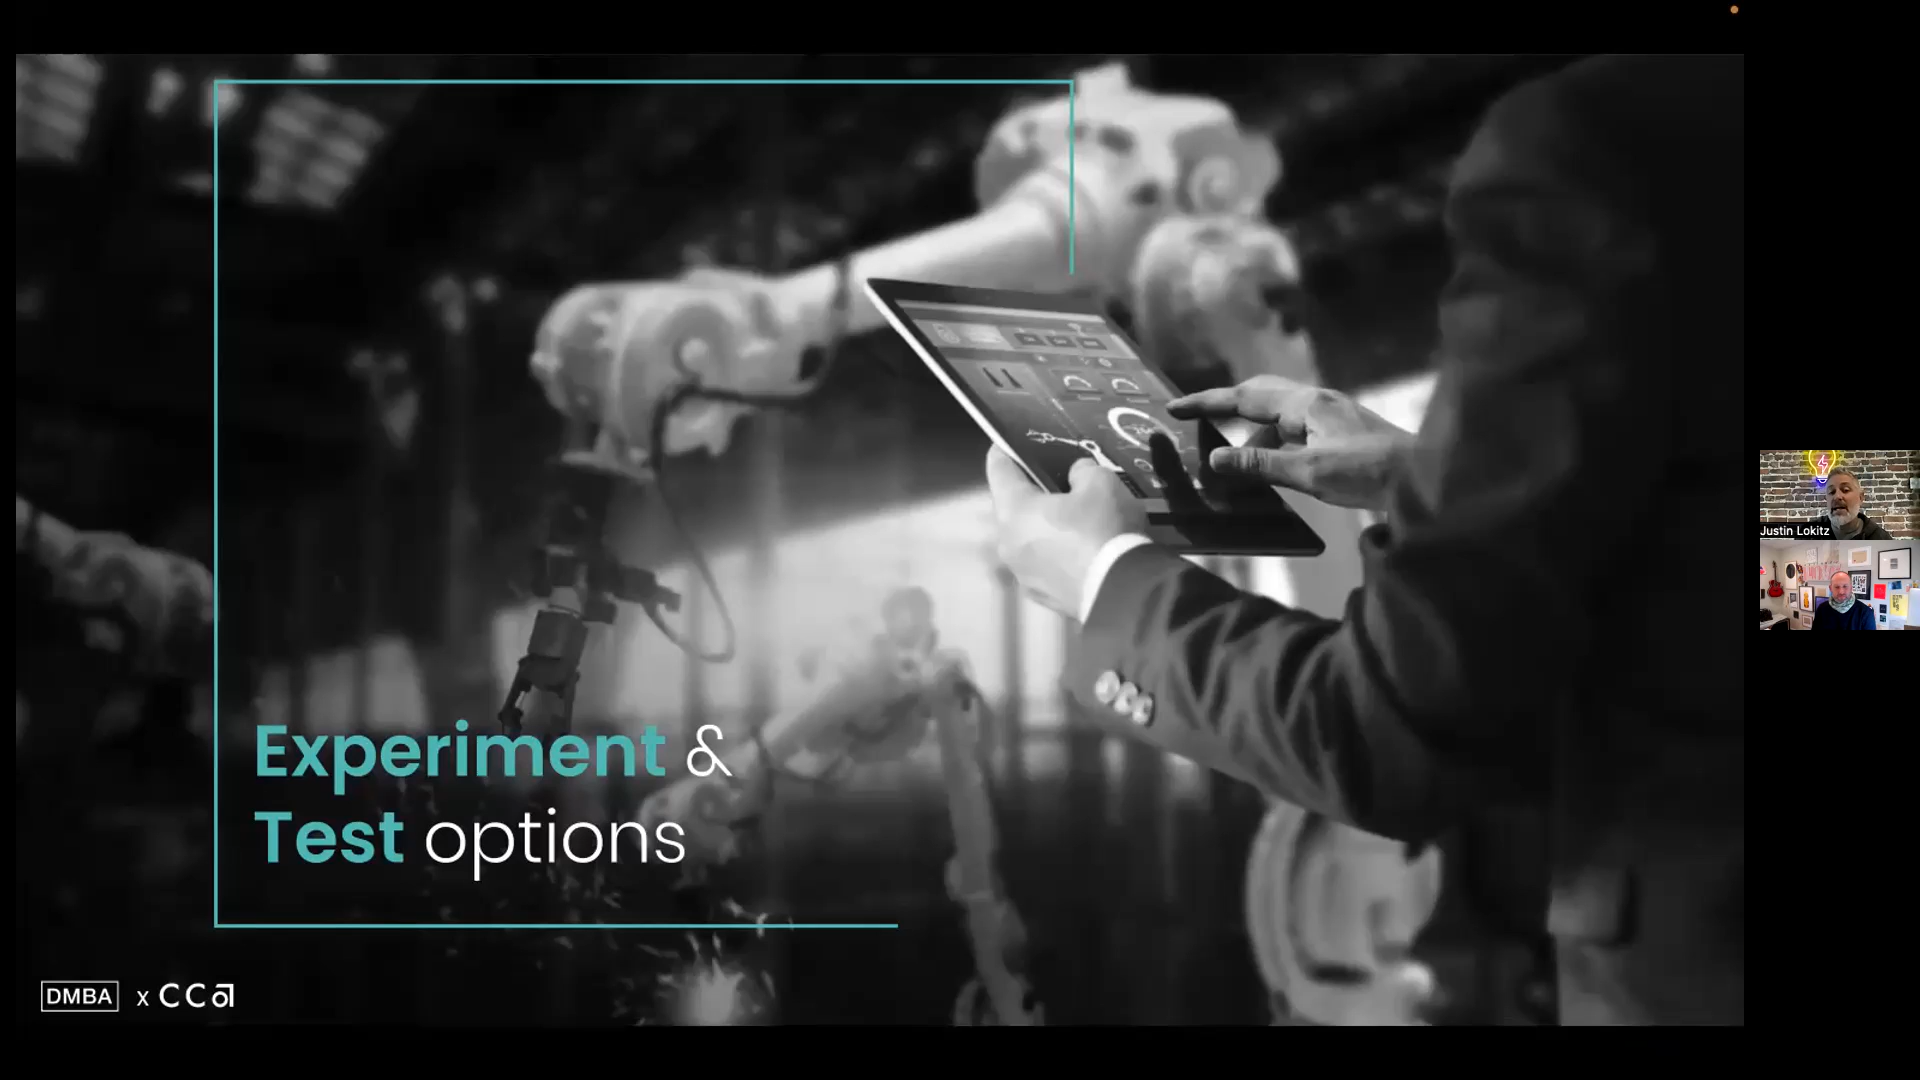 Experiment &
Test options
DMBA x CCA
Justin Lokitz